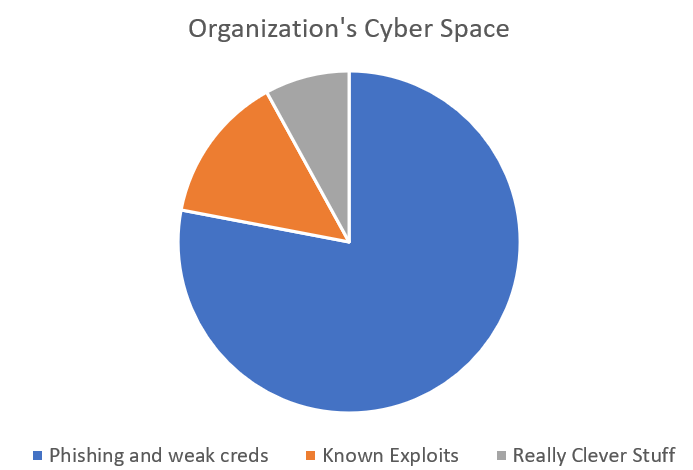 Organization's Cyber Space
Phishing and weak creds Known Exploits Really Clever Stuff